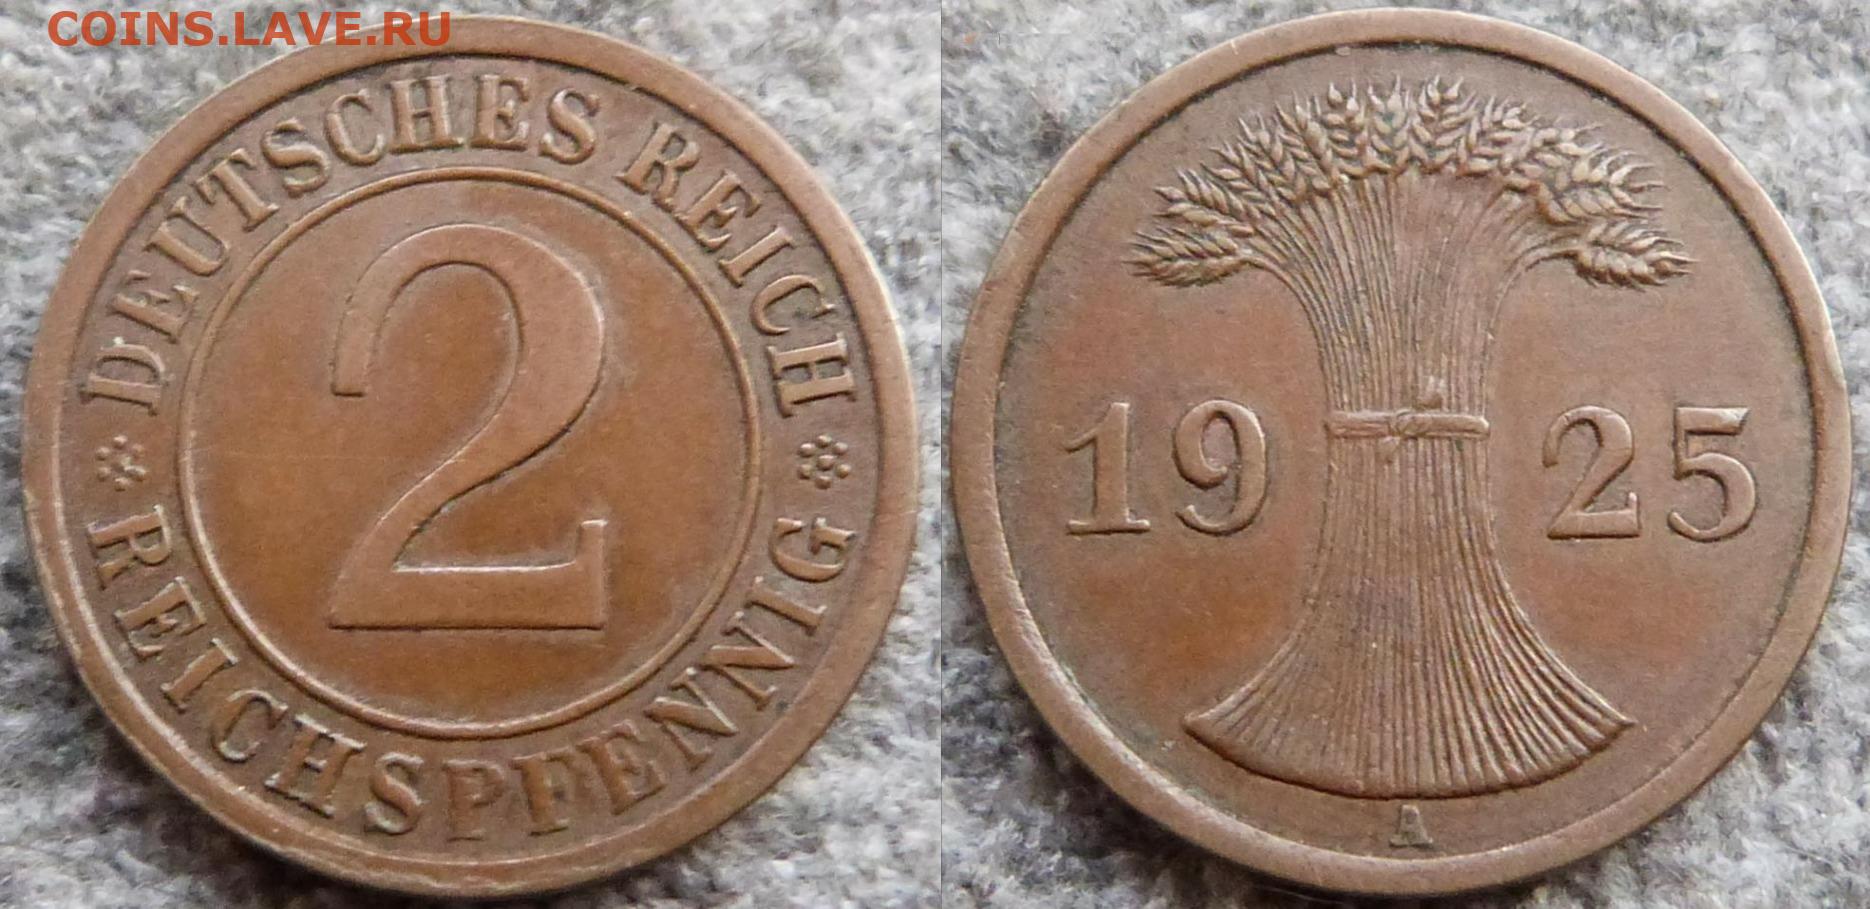 COINS.LAVE.RU
DEUTSCHES REICH
2
REICHSPFENNIG
19 25
A